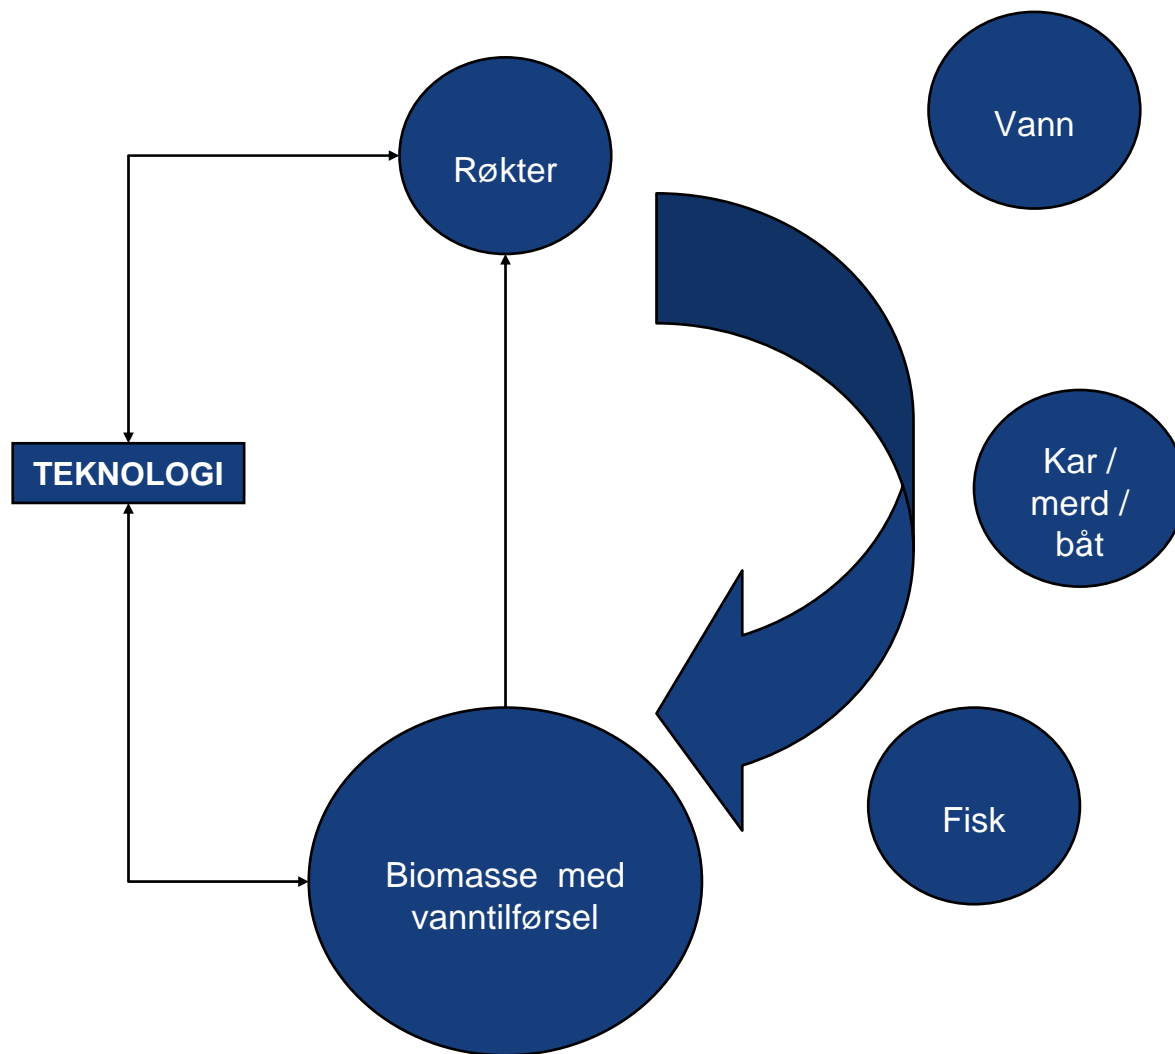 Vann
Røkter
Kar /
merd /
båt
TEKNOLOGI
Fisk
Biomasse med
vanntilførsel